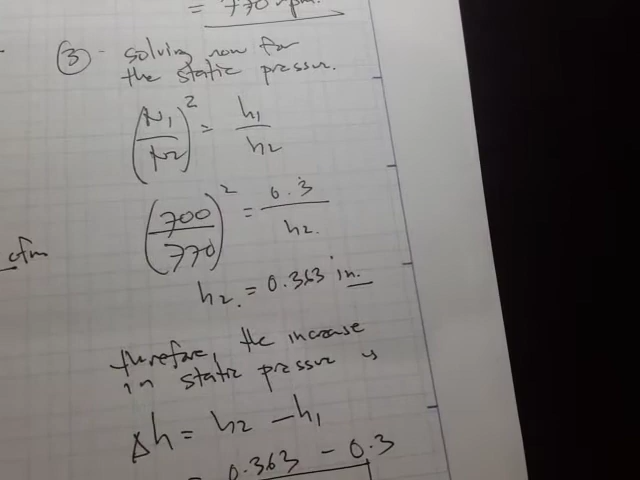 = 770 rpm.
③ - solving now for
the static pressure.
(N1/N2)² = h1/h2
cfm
(700/770)² = 0.3/h2.
h2. = 0.363 in.
therefore, the increase
in static pressure is
Δh = h2 - h1
= 0.363 - 0.3